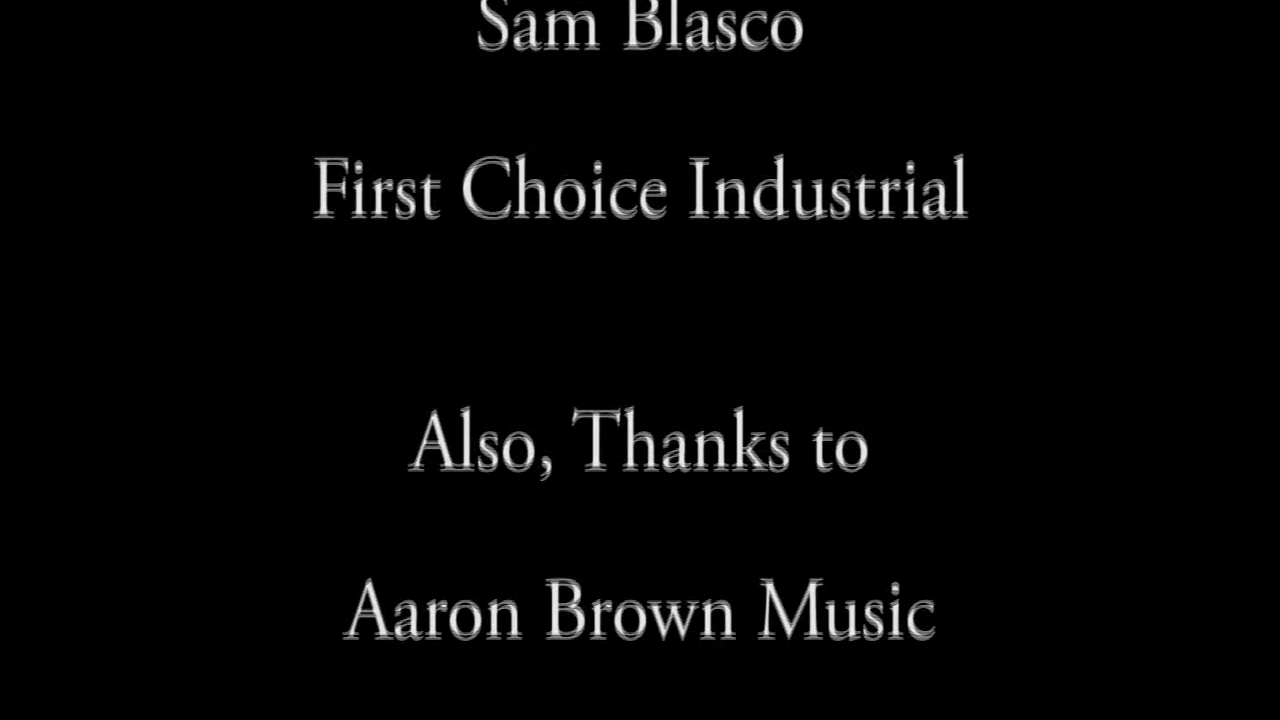 Sam Blasco
First Choice Industrial
Also, Thanks to
Aaron Brown Music